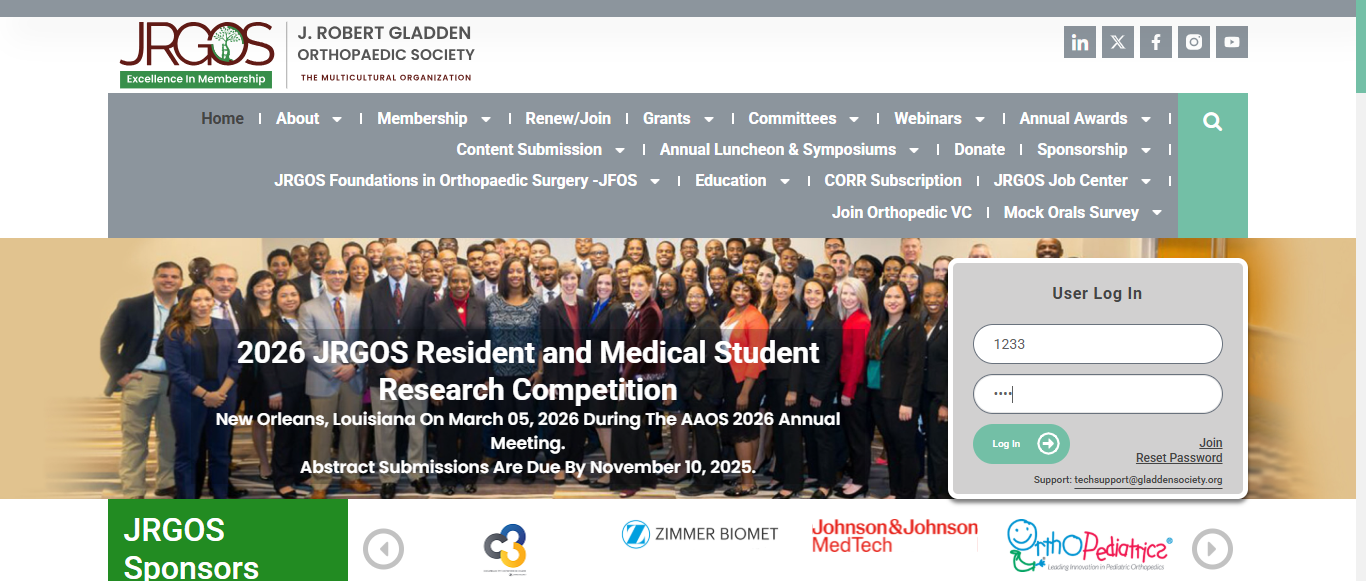 JRGOS
Excellence In Membership
J. ROBERT GLADDEN
ORTHOPAEDIC SOCIETY
THE MULTICULTURAL ORGANIZATION
Home
About
Membership
Renew/Join
Grants
Committees
Webinars
Annual Awards
Content Submission
Annual Luncheon & Symposiums
Donate
Sponsorship
JRGOS Foundations in Orthopaedic Surgery -JFOS
Education
CORR Subscription
JRGOS Job Center
Join Orthopedic VC
Mock Orals Survey
2026 JRGOS Resident and Medical Student
Research Competition
New Orleans, Louisiana On March 05, 2026 During The AAOS 2026 Annual
Meeting.
Abstract Submissions Are Due By November 10, 2025.
User Log In
1233
••••
Log In
Join
Reset Password
Support: techsupport@gladdensociety.org
JRGOS
Sponsors
c3
ZIMMER BIOMET
Johnson&Johnson
MedTech
OrthOPediatrics®
Leading Innovation in Pediatric Orthopedics